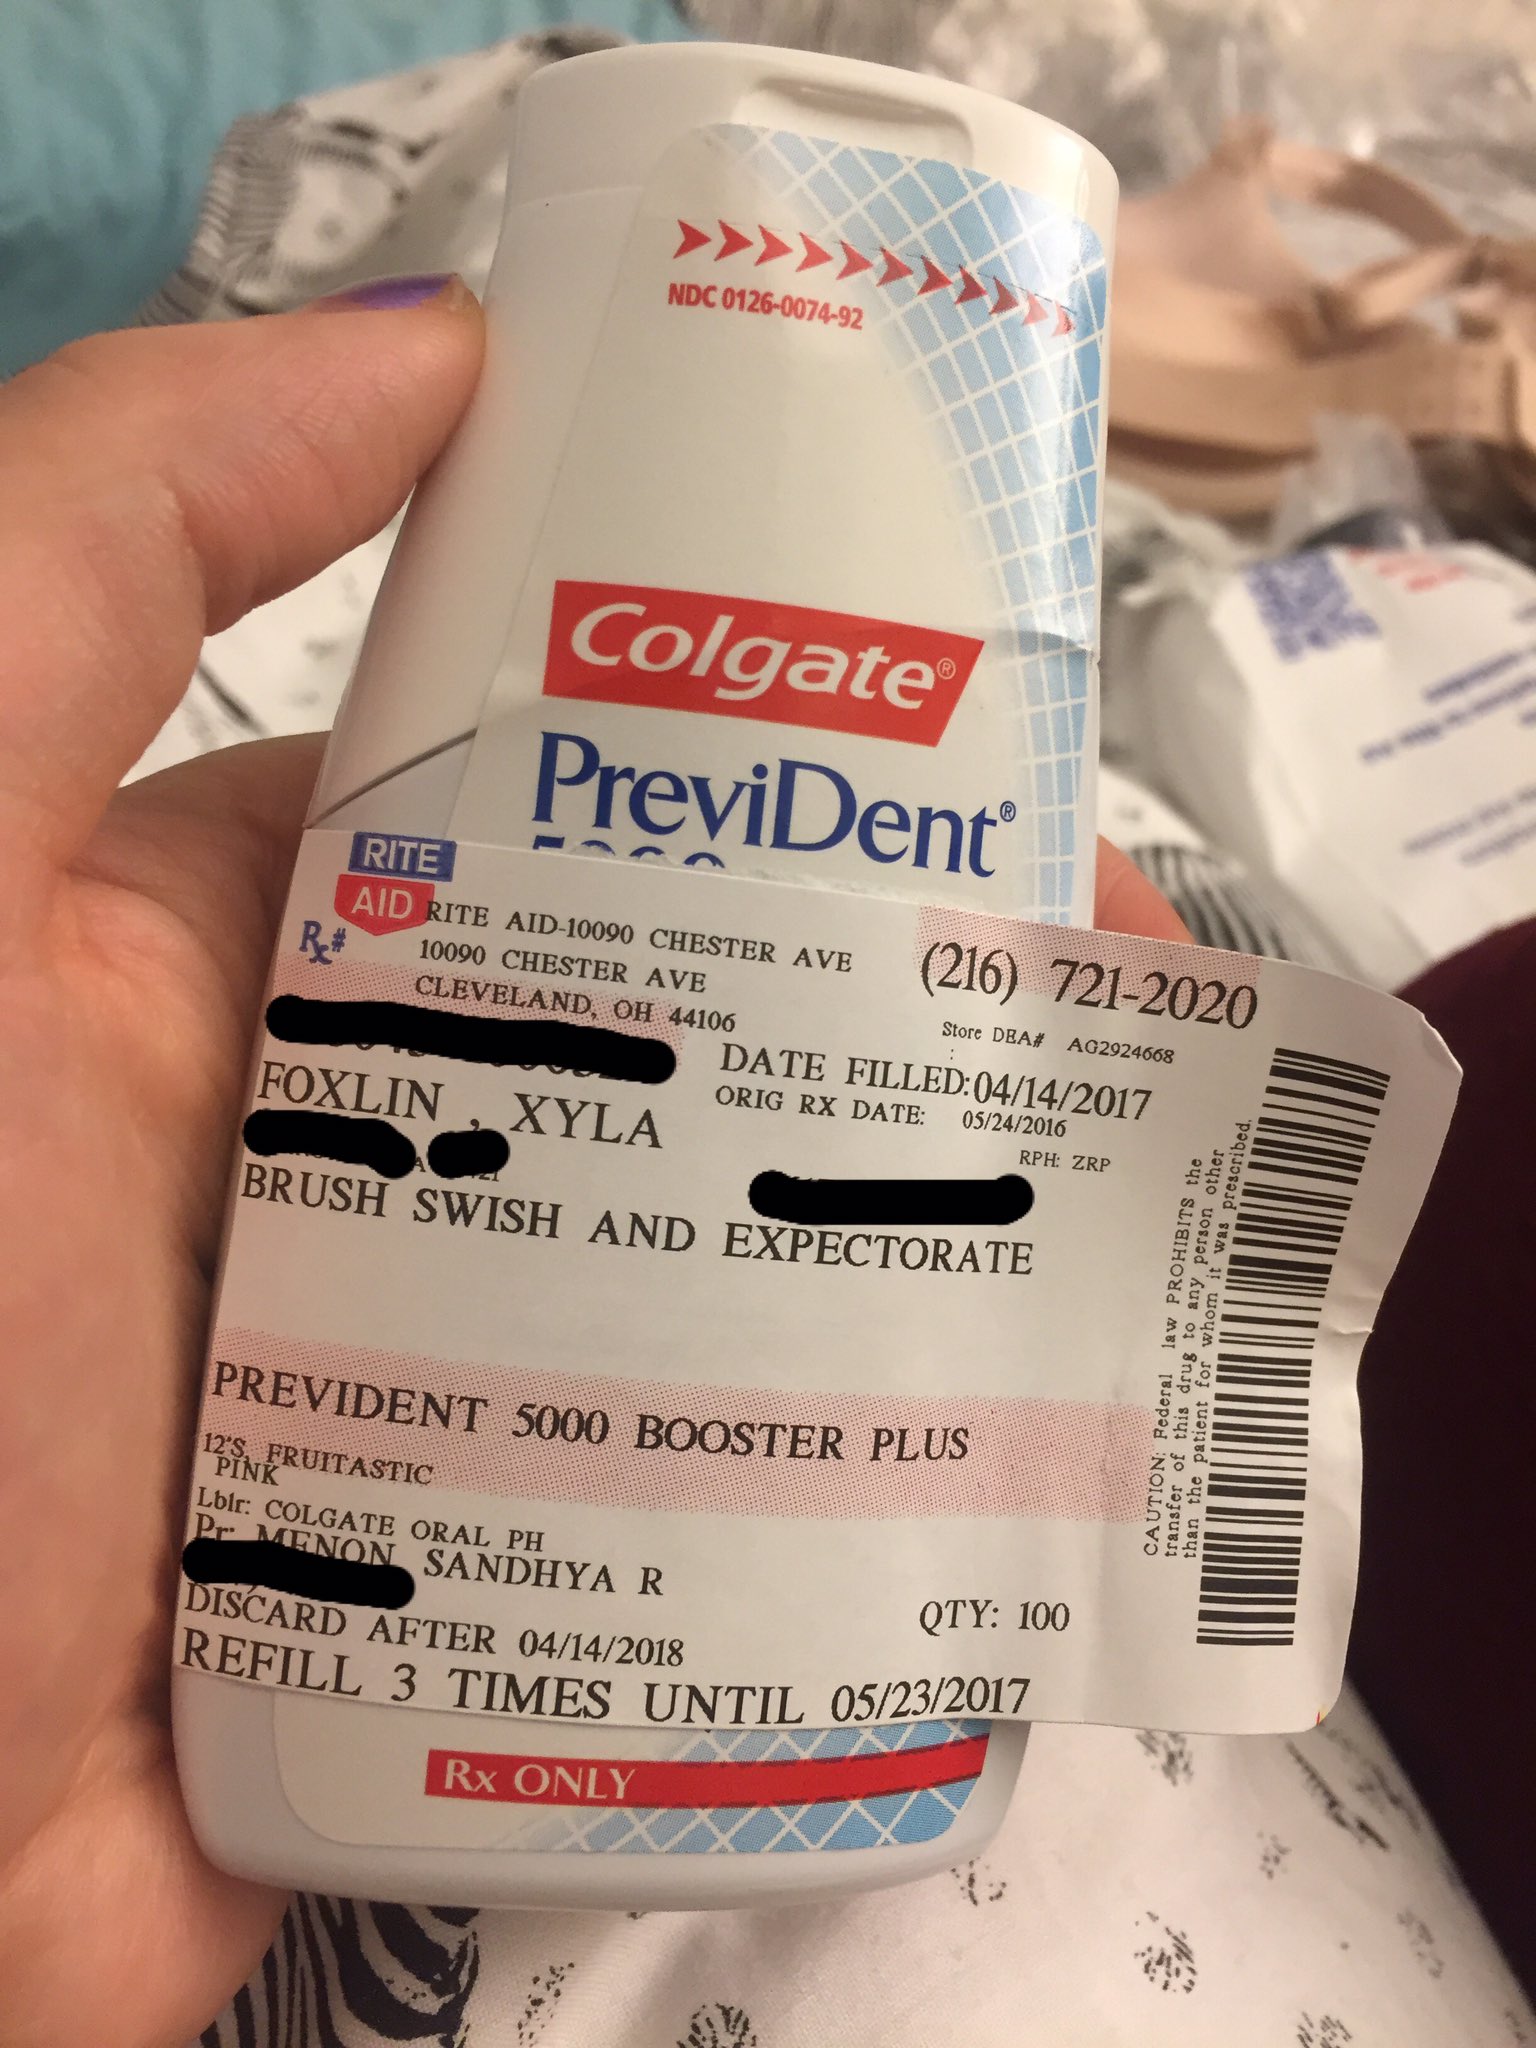 NDC 0126-0074-92
Colgate®
PreviDent®
RITE
AID
Rx#
RITE AID-10090 CHESTER AVE
10090 CHESTER AVE
CLEVELAND, OH 44106
(216) 721-2020
Store DEA# AG2924668
DATE FILLED:04/14/2017
ORIG RX DATE: 05/24/2016
FOXLIN , XYLA
RPH: ZRP
BRUSH SWISH AND EXPECTORATE
PREVIDENT 5000 BOOSTER PLUS
12'S, FRUITASTIC
PINK
Lblr: COLGATE ORAL PH
Pr: MENON, SANDHYA R
DISCARD AFTER 04/14/2018
QTY: 100
REFILL 3 TIMES UNTIL 05/23/2017
CAUTION: Federal law PROHIBITS the
transfer of this drug to any person other
than the patient for whom it was prescribed.
Rx ONLY